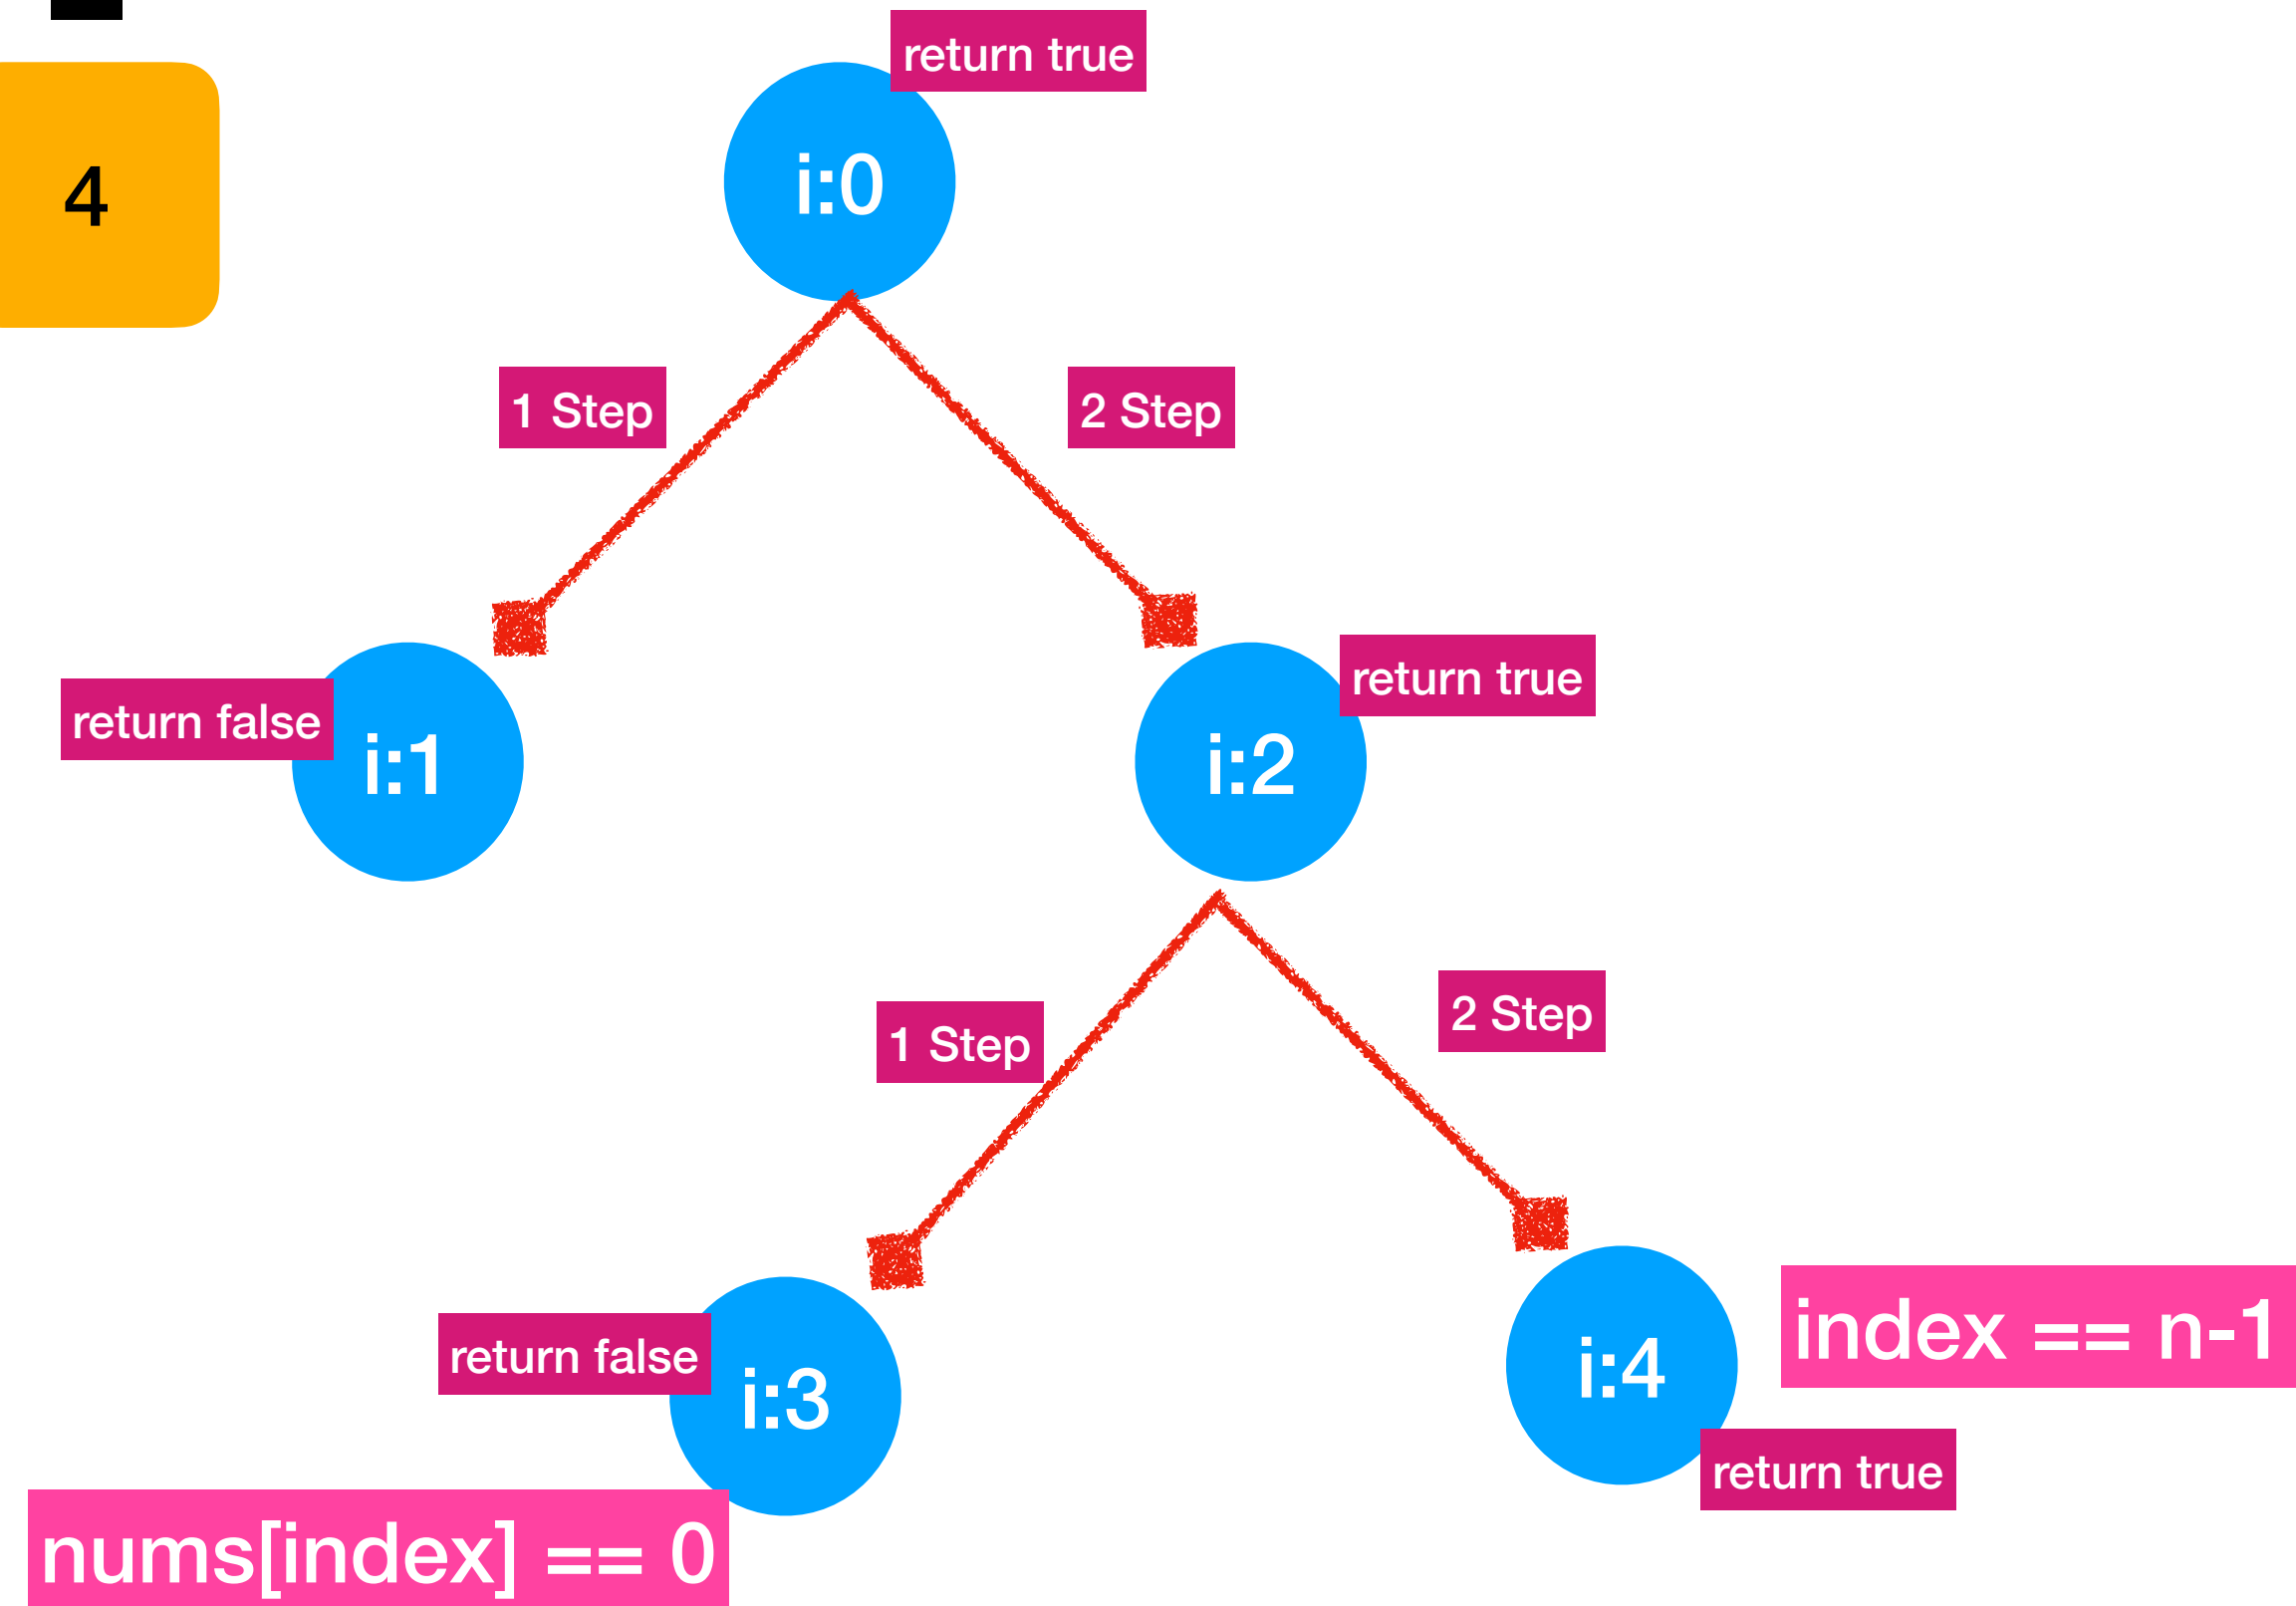 return true
4
i:0
1 Step
2 Step
return false
i:1
i:2
return true
1 Step
2 Step
return false
i:3
i:4
index == n-1
return true
nums[index] == 0